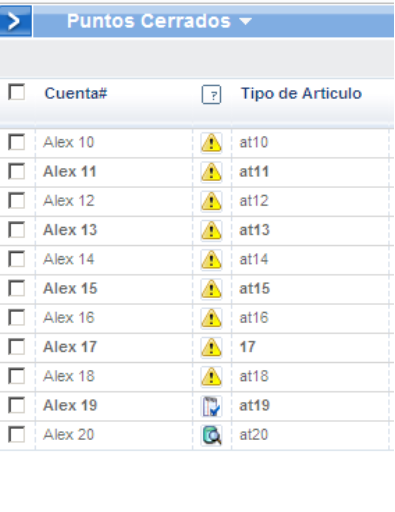 Puntos Cerrados
Cuenta# ? Tipo de Articulo
Alex 10 at10
Alex 11 at11
Alex 12 at12
Alex 13 at13
Alex 14 at14
Alex 15 at15
Alex 16 at16
Alex 17 17
Alex 18 at18
Alex 19 at19
Alex 20 at20